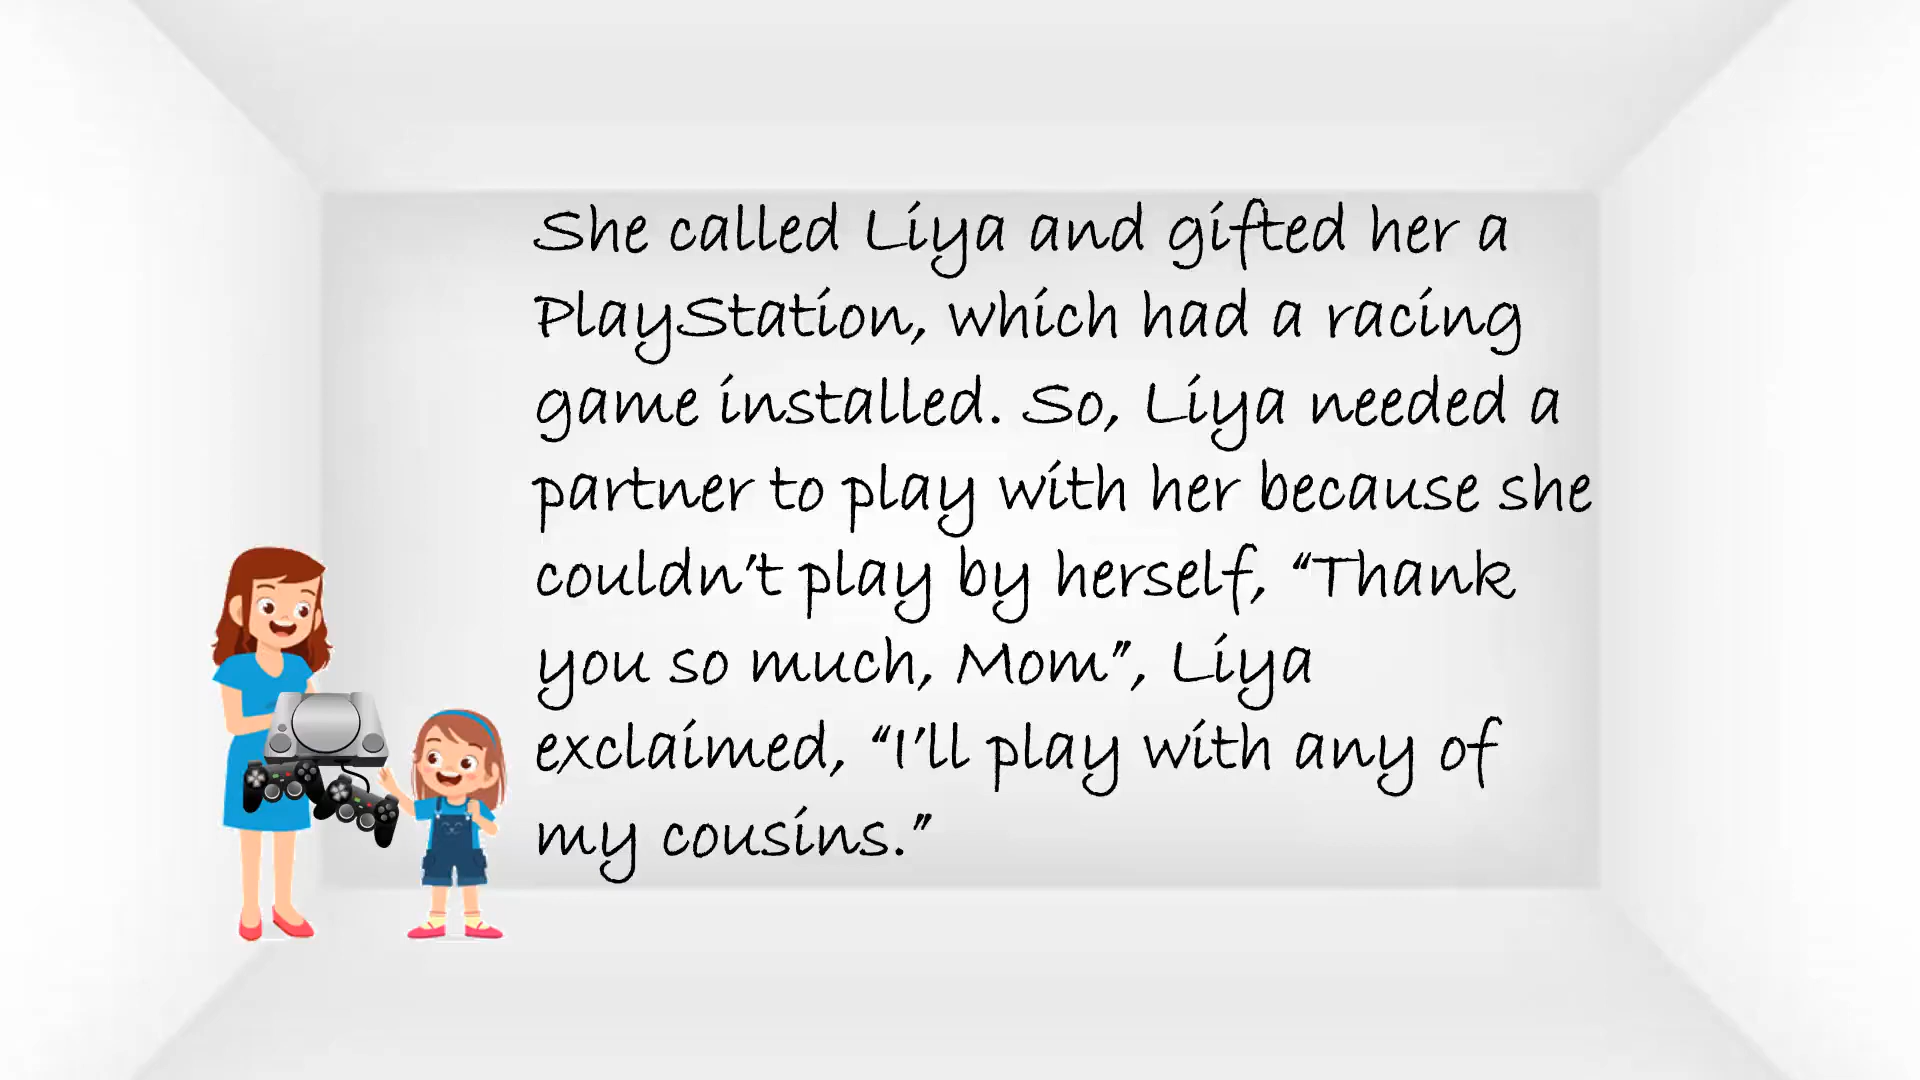 She called Liya and gifted her a
PlayStation, which had a racing
game installed. So, Liya needed a
partner to play with her because she
couldn’t play by herself, “Thank
you so much, Mom”, Liya
exclaimed, “I’ll play with any of
my cousins.”